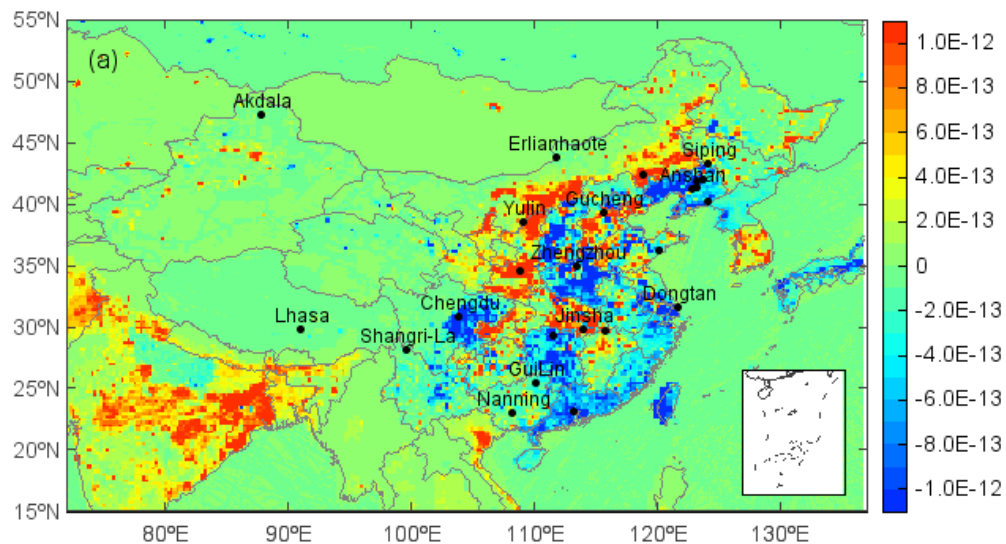 (a)
55ºN
50ºN
45ºN
40ºN
35ºN
30ºN
25ºN
20ºN
15ºN
Akdala
Erlianhaote
Siping
Anshan
Yulin
Gucheng
Zhengzhou
Chengdu
Jinsha
Dongtan
Lhasa
Shangri-La
GuiLin
Nanning
80ºE
90ºE
100ºE
110ºE
120ºE
130ºE
1.0E-12
8.0E-13
6.0E-13
4.0E-13
2.0E-13
0
-2.0E-13
-4.0E-13
-6.0E-13
-8.0E-13
-1.0E-12